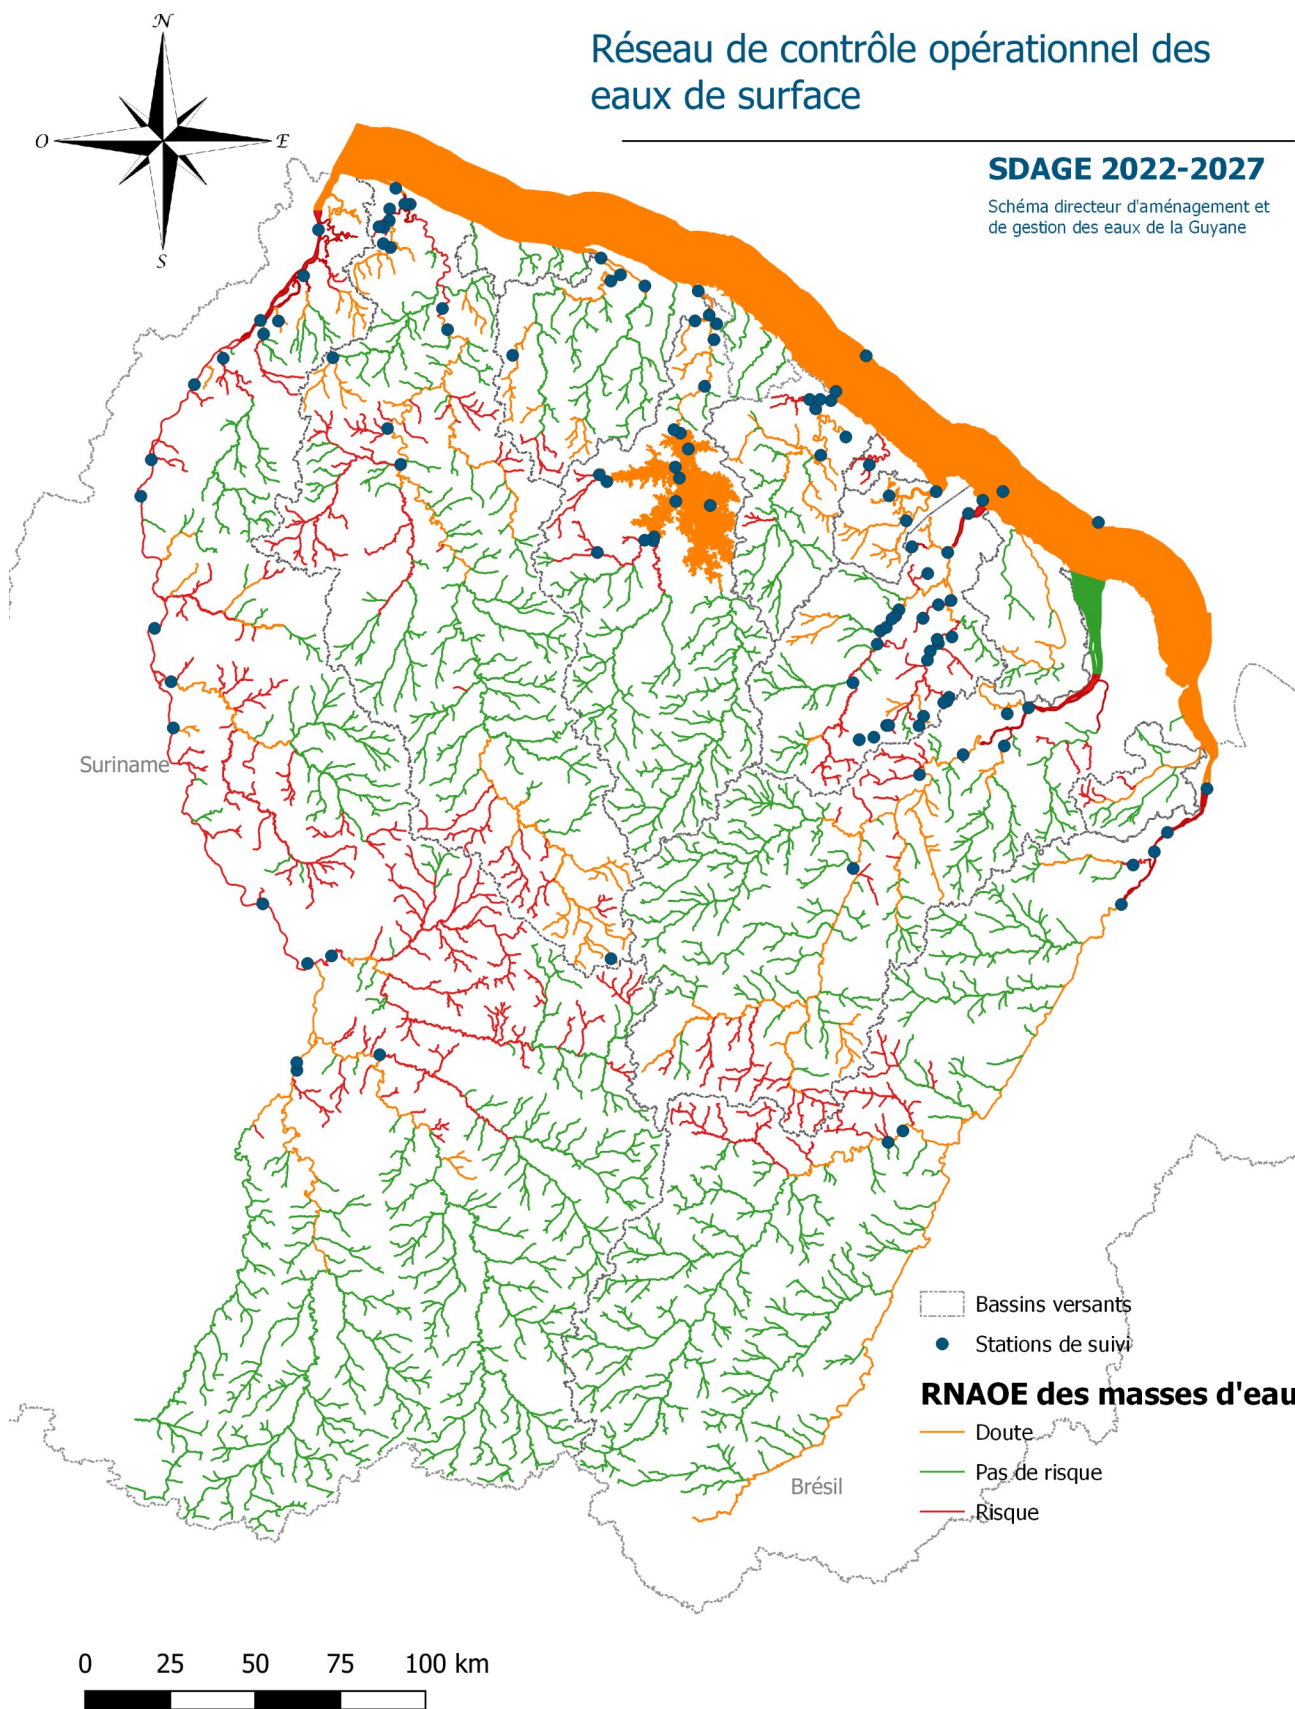 N
O
E
S
Réseau de contrôle opérationnel des
eaux de surface
SDAGE 2022-2027
Schéma directeur d'aménagement et
de gestion des eaux de la Guyane
Suriname
Bassins versants
Stations de suivi
RNAOE des masses d'eau
Doute
Pas de risque
Risque
Brésil
0 25 50 75 100 km